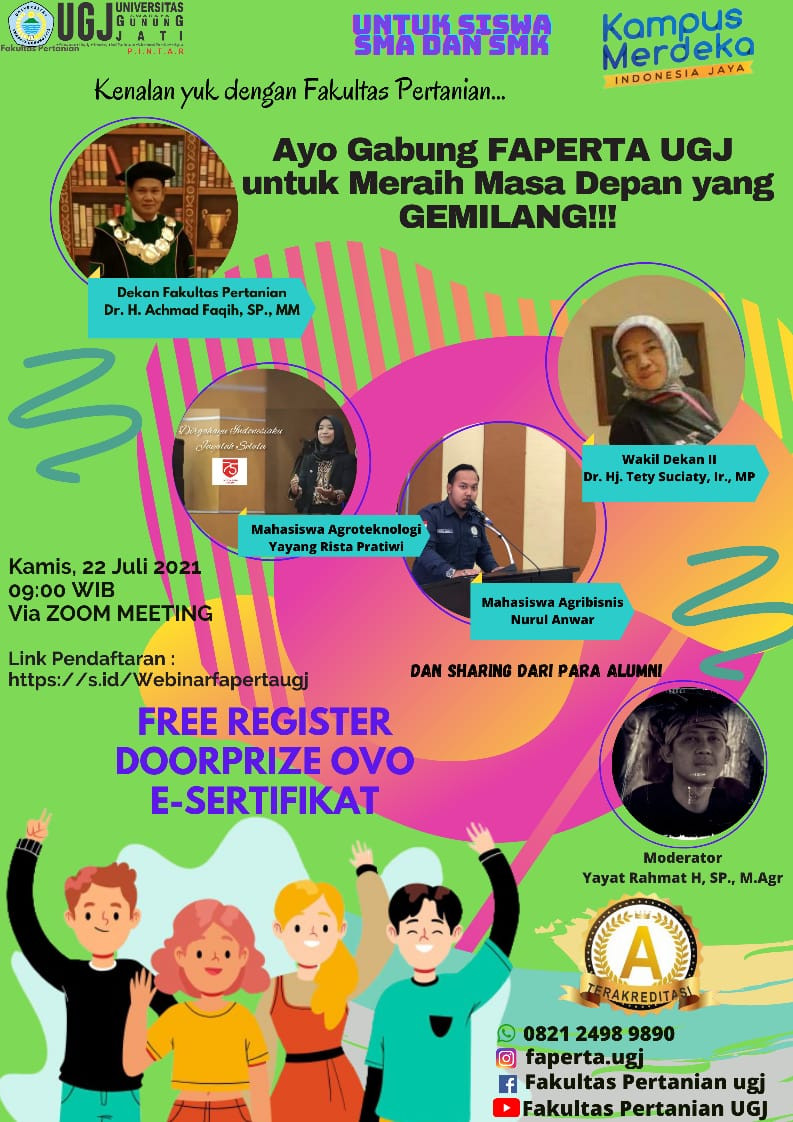 UGJ
UNIVERSITAS
SWADAYA
GUNUNG
JATI
P.I.N.T.A.R
Fakultas Pertanian
UNTUK SISWA
SMA DAN SMK
Kampus
Merdeka
INDONESIA JAYA
Kenalan yuk dengan Fakultas Pertanian...
Ayo Gabung FAPERTA UGJ
untuk Meraih Masa Depan yang
GEMILANG!!!
Dekan Fakultas Pertanian
Dr. H. Achmad Faqih, SP., MM
Wakil Dekan II
Dr. Hj. Tety Suciaty, Ir., MP
Dirgahayu Indonesiaku
75
Mahasiswa Agroteknologi
Yayang Rista Pratiwi
Mahasiswa Agribisnis
Nurul Anwar
Kamis, 22 Juli 2021
09:00 WIB
Via ZOOM MEETING
Link Pendaftaran :
https://s.id/Webinarfapertaugj
DAN SHARING DARI PARA ALUMNI
FREE REGISTER
DOORPRIZE OVO
E-SERTIFIKAT
Moderator
Yayat Rahmat H, SP., M.Agr
A
TERAKREDITASI
0821 2498 9890
faperta.ugj
Fakultas Pertanian ugj
Fakultas Pertanian UGJ